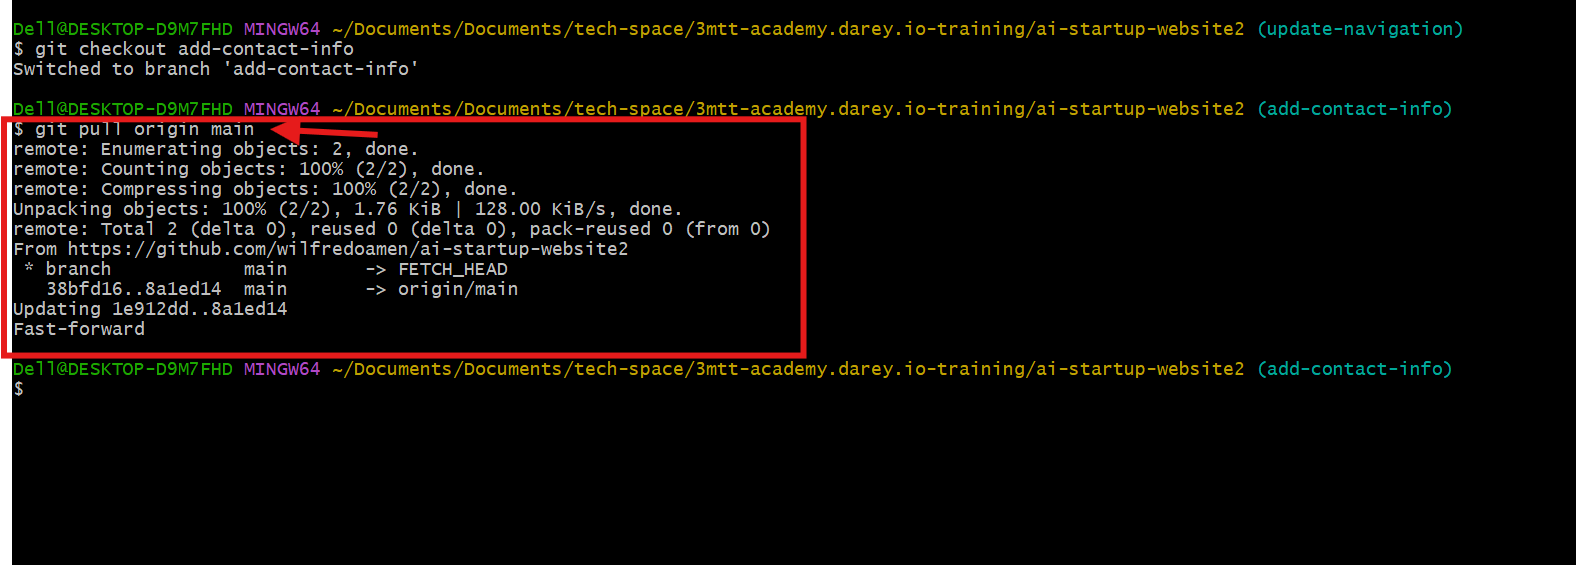 Dell@DESKTOP-D9M7FHD MINGW64 ~/Documents/Documents/tech-space/3mtt-academy.darey.io-training/ai-startup-website2 (update-navigation)
$ git checkout add-contact-info
Switched to branch 'add-contact-info'
Dell@DESKTOP-D9M7FHD MINGW64 ~/Documents/Documents/tech-space/3mtt-academy.darey.io-training/ai-startup-website2 (add-contact-info)
$ git pull origin main
remote: Enumerating objects: 2, done.
remote: Counting objects: 100% (2/2), done.
remote: Compressing objects: 100% (2/2), done.
Unpacking objects: 100% (2/2), 1.76 KiB | 128.00 KiB/s, done.
remote: Total 2 (delta 0), reused 0 (delta 0), pack-reused 0 (from 0)
From https://github.com/wilfredoamen/ai-startup-website2
 * branch            main       -> FETCH_HEAD
   38bfd16..8a1ed14  main       -> origin/main
Updating 1e912dd..8a1ed14
Fast-forward
Dell@DESKTOP-D9M7FHD MINGW64 ~/Documents/Documents/tech-space/3mtt-academy.darey.io-training/ai-startup-website2 (add-contact-info)
$